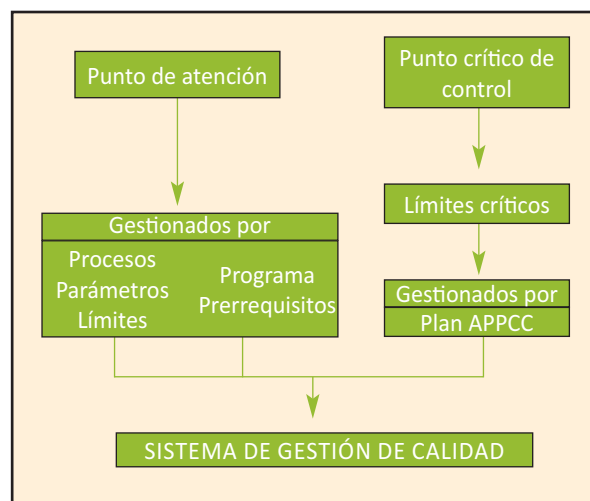 Punto de atención
Punto crítico de
control
Límites críticos
Gestionados por
Procesos
Parámetros
Límites
Programa
Prerrequisitos
Gestionados por
Plan APPCC
SISTEMA DE GESTIÓN DE CALIDAD